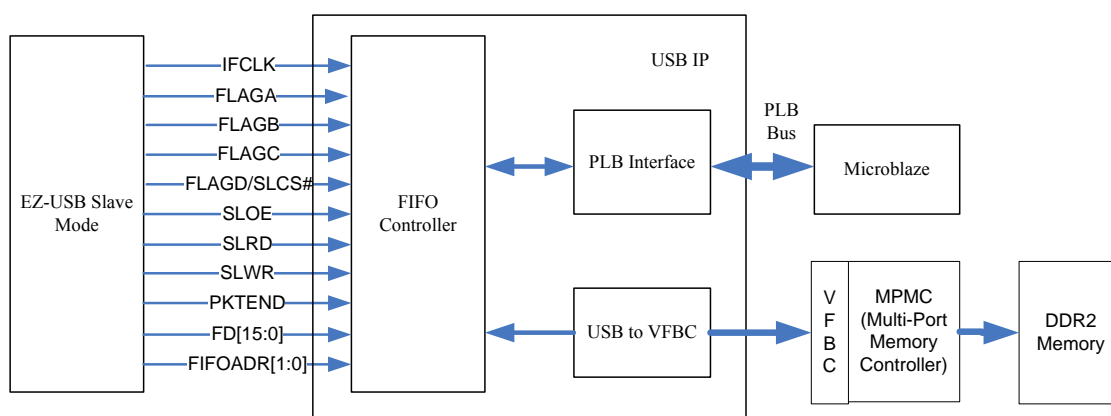 EZ-USB Slave
Mode
IFCLK
FLAGA
FLAGB
FLAGC
FLAGD/SLCS#
SLOE
SLRD
SLWR
PKTEND
FD[15:0]
FIFOADR[1:0]
FIFO
Controller
USB IP
PLB Interface
USB to VFBC
PLB
Bus
Microblaze
V
F
B
C
MPMC
(Multi-Port
Memory
Controller)
DDR2
Memory